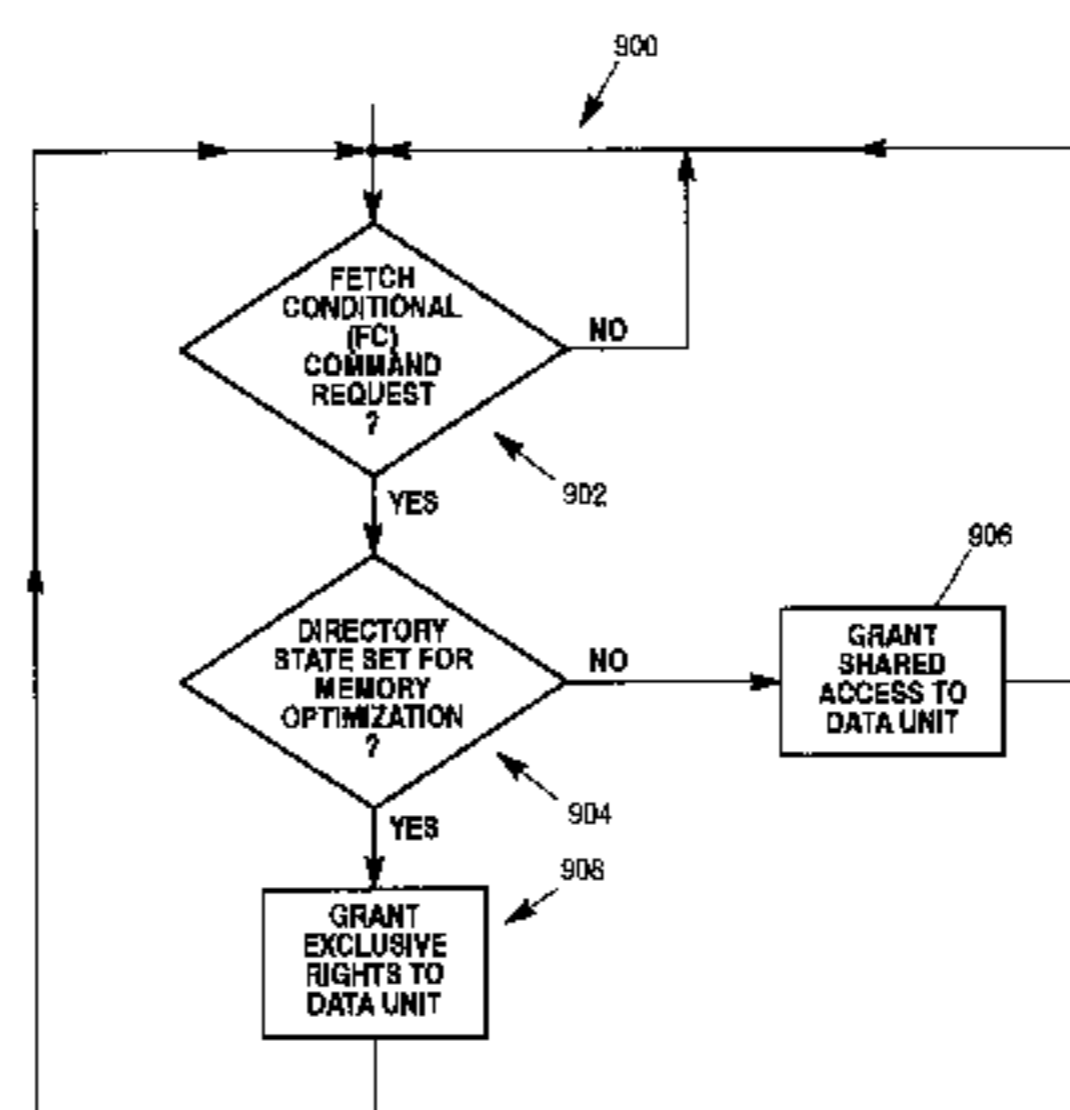 900
FETCH
CONDITIONAL
(FC)
COMMAND
REQUEST
?
NO
902
YES
906
DIRECTORY
STATE SET FOR
MEMORY
OPTIMIZATION
?
NO
GRANT
SHARED
ACCESS TO
DATA UNIT
904
YES
908
GRANT
EXCLUSIVE
RIGHTS TO
DATA UNIT